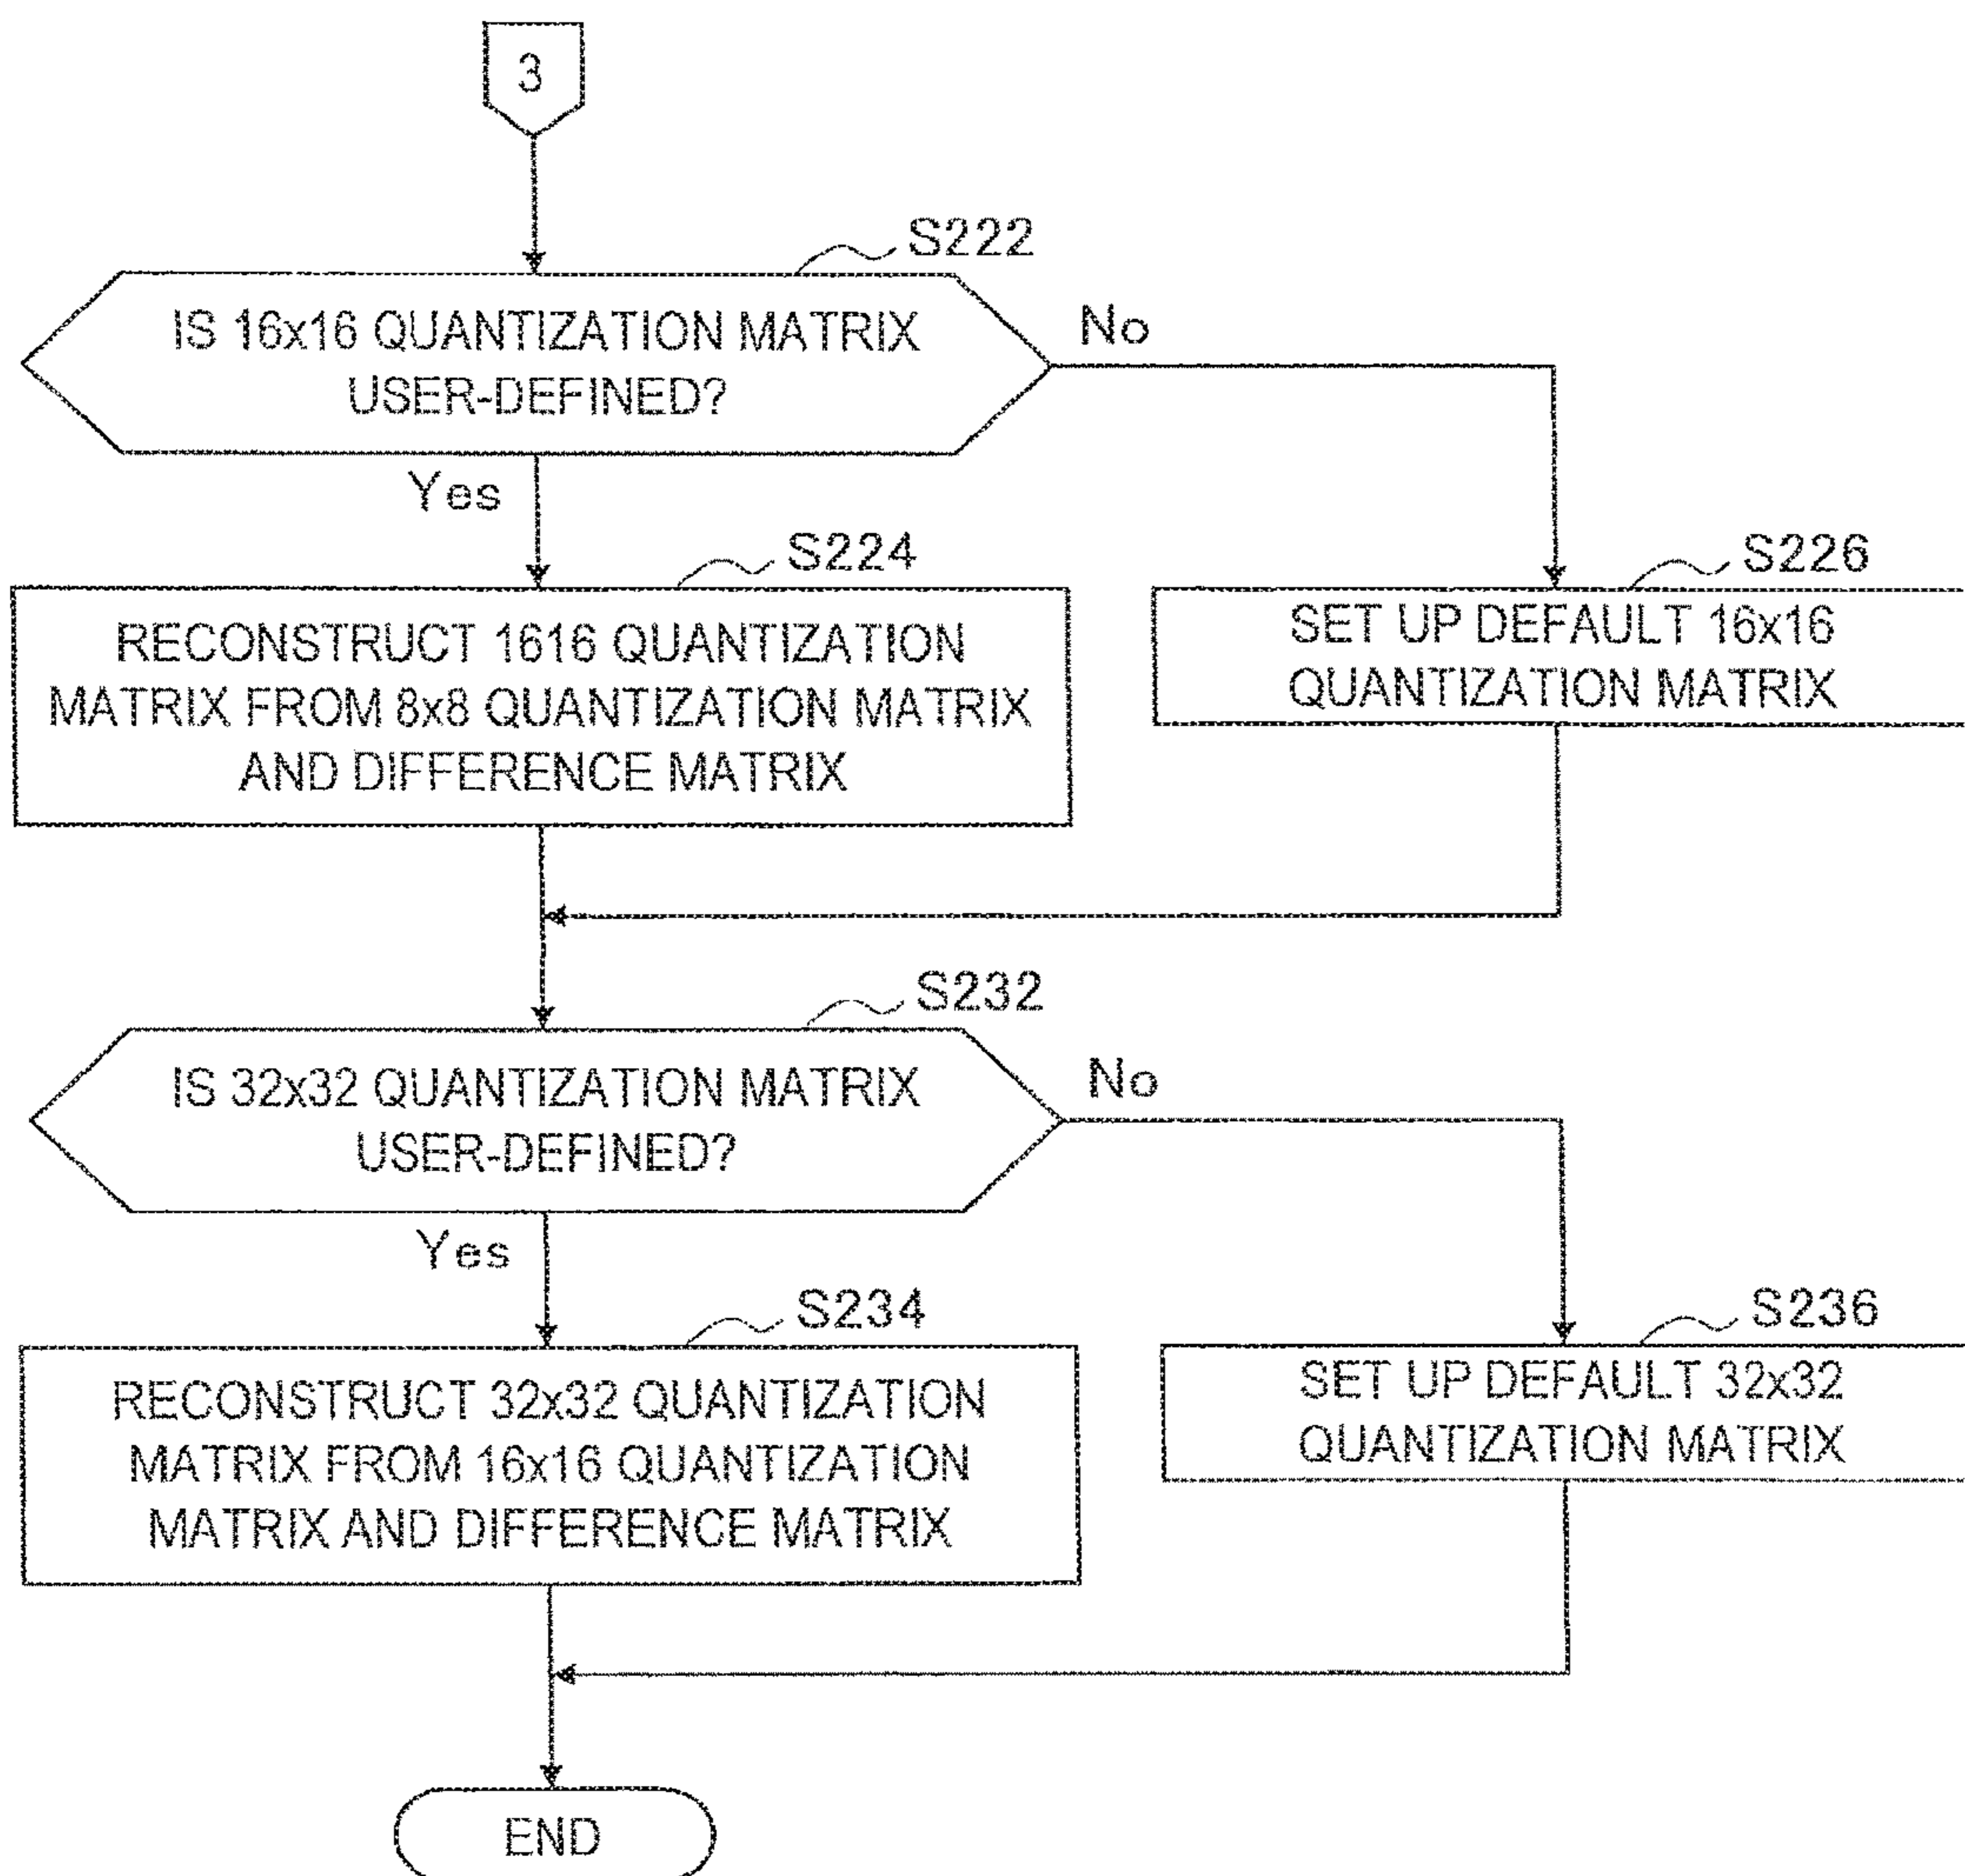 3
S222
IS 16x16 QUANTIZATION MATRIX
USER-DEFINED?
No
Yes
S224
RECONSTRUCT 1616 QUANTIZATION
MATRIX FROM 8x8 QUANTIZATION MATRIX
AND DIFFERENCE MATRIX
S226
SET UP DEFAULT 16x16
QUANTIZATION MATRIX
S232
IS 32x32 QUANTIZATION MATRIX
USER-DEFINED?
No
Yes
S234
RECONSTRUCT 32x32 QUANTIZATION
MATRIX FROM 16x16 QUANTIZATION
MATRIX AND DIFFERENCE MATRIX
S236
SET UP DEFAULT 32x32
QUANTIZATION MATRIX
END